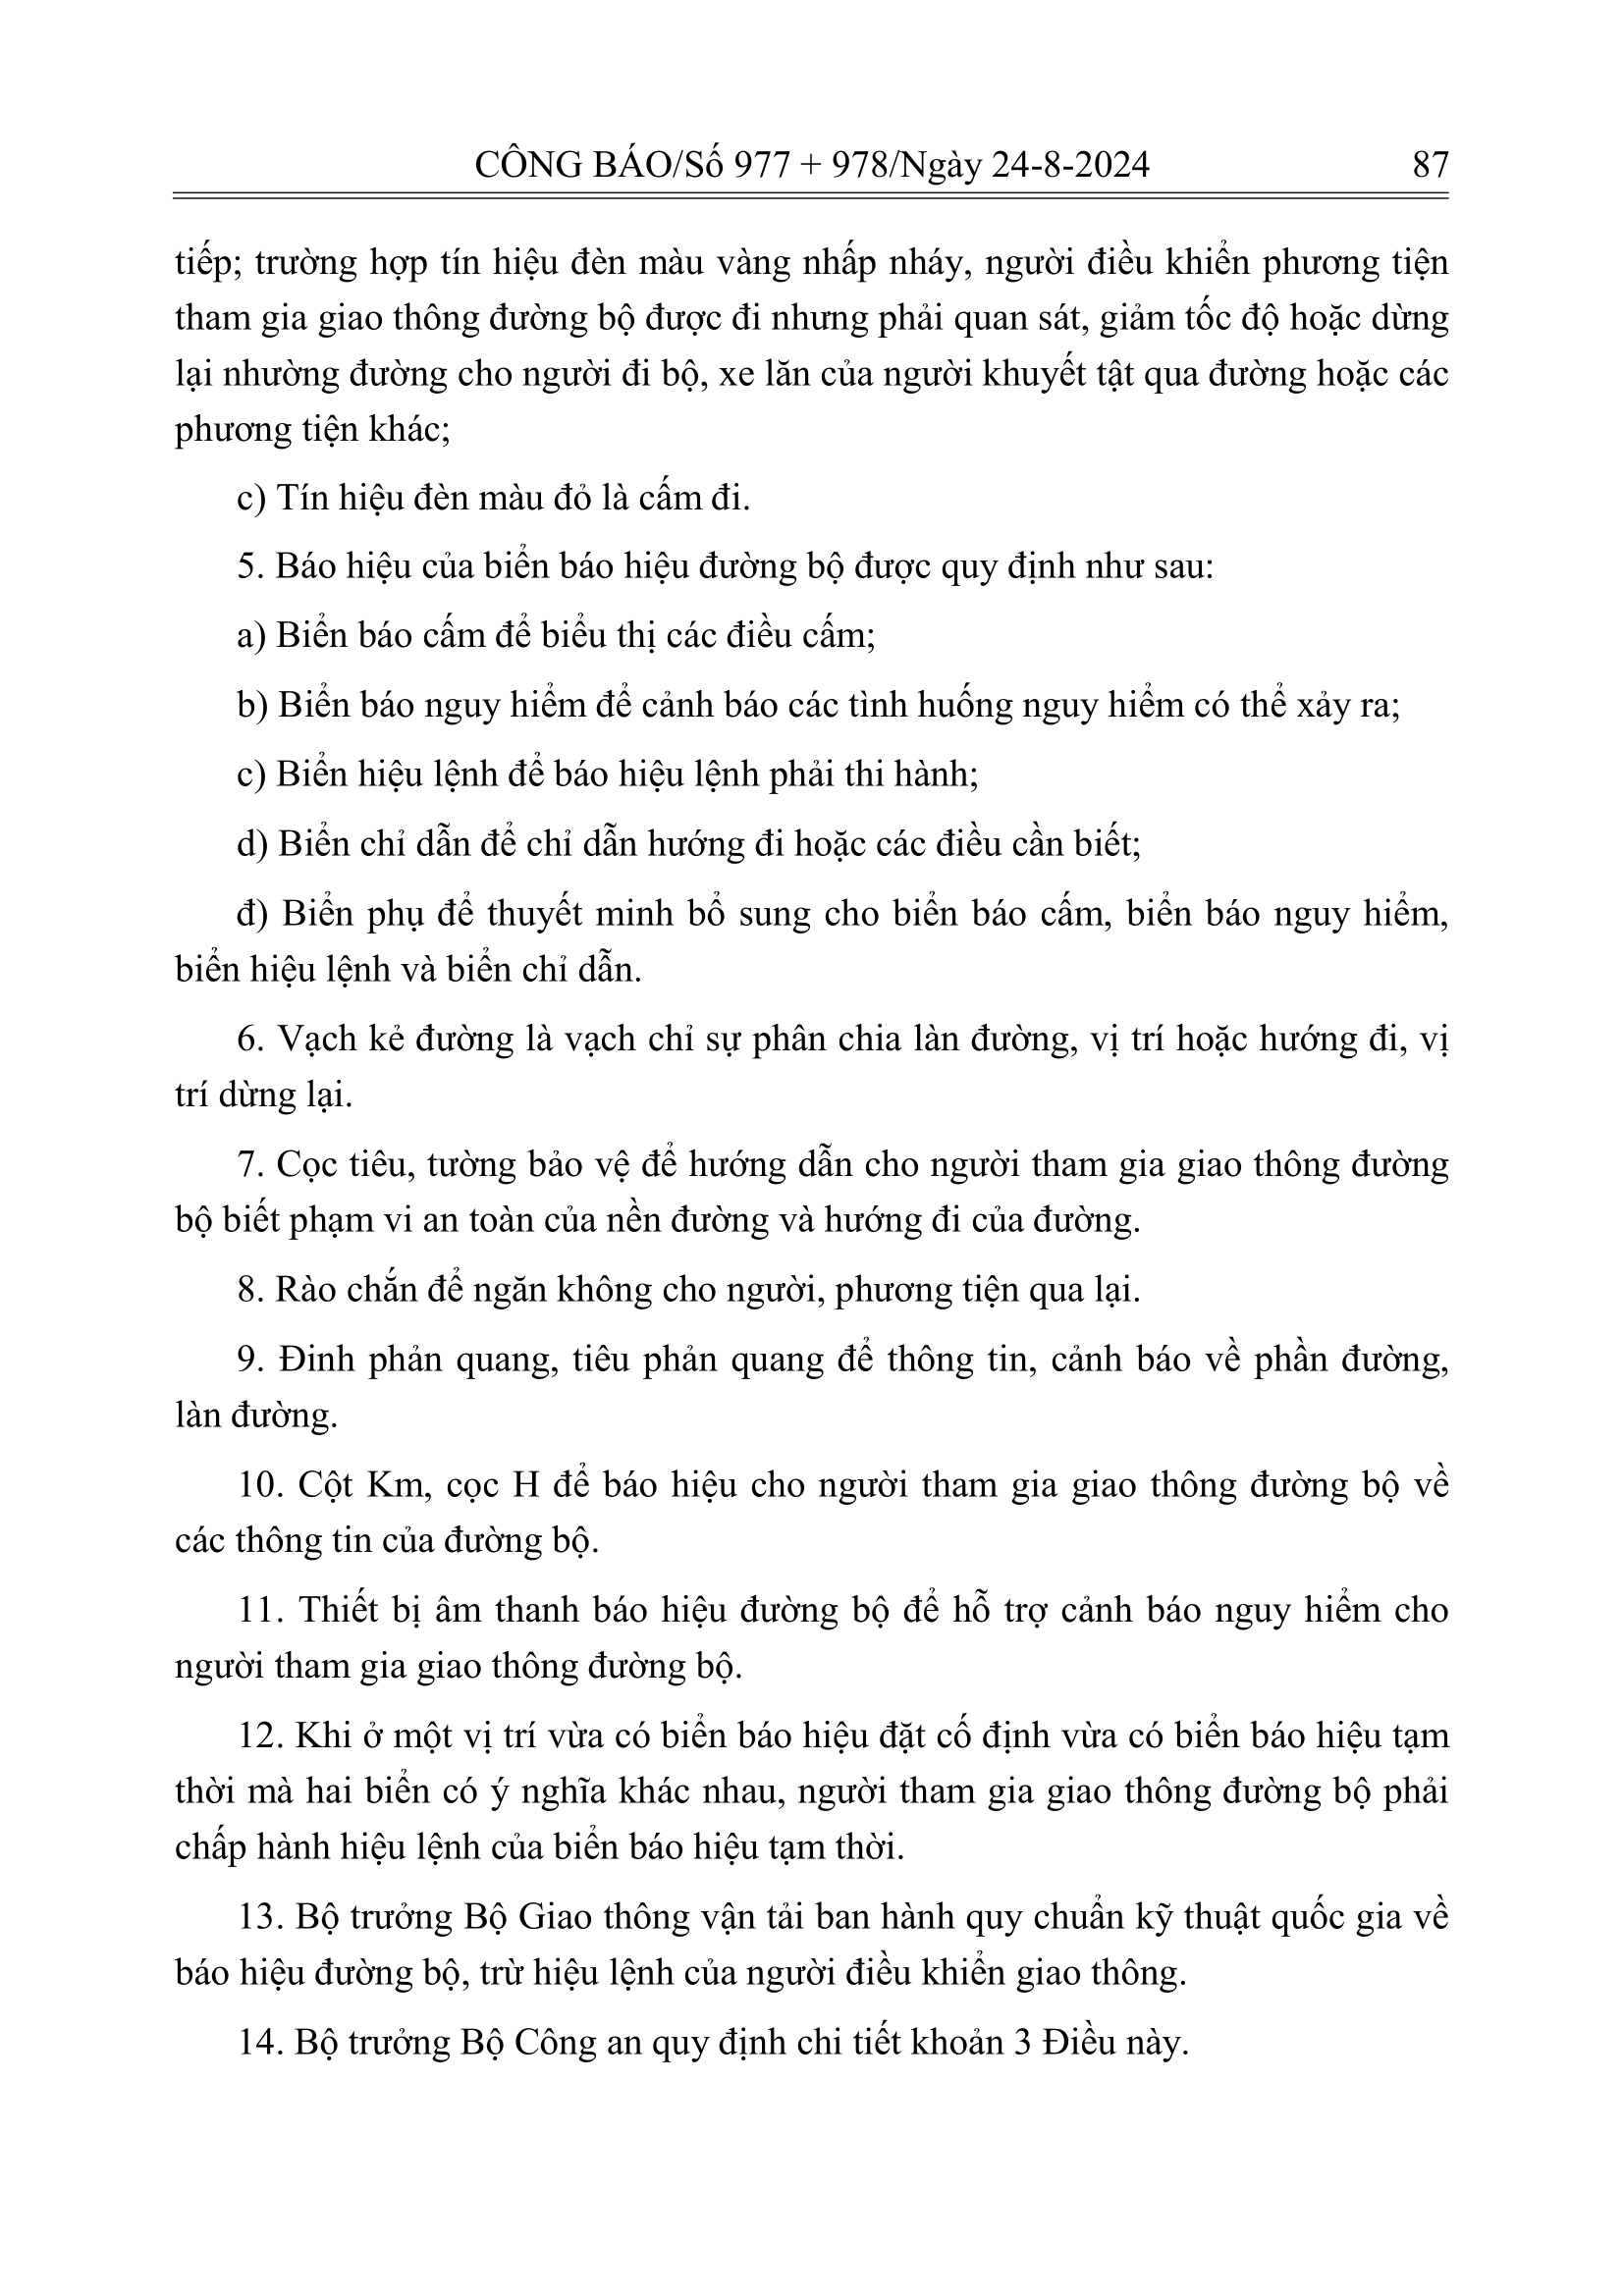 CÔNG BÁO/Số 977 + 978/Ngày 24-8-2024 87
tiếp; trường hợp tín hiệu đèn màu vàng nhấp nháy, người điều khiển phương tiện
tham gia giao thông đường bộ được đi nhưng phải quan sát, giảm tốc độ hoặc dừng
lại nhường đường cho người đi bộ, xe lăn của người khuyết tật qua đường hoặc các
phương tiện khác;
c) Tín hiệu đèn màu đỏ là cấm đi.
5. Báo hiệu của biển báo hiệu đường bộ được quy định như sau:
a) Biển báo cấm để biểu thị các điều cấm;
b) Biển báo nguy hiểm để cảnh báo các tình huống nguy hiểm có thể xảy ra;
c) Biển hiệu lệnh để báo hiệu lệnh phải thi hành;
d) Biển chỉ dẫn để chỉ dẫn hướng đi hoặc các điều cần biết;
đ) Biển phụ để thuyết minh bổ sung cho biển báo cấm, biển báo nguy hiểm,
biển hiệu lệnh và biển chỉ dẫn.
6. Vạch kẻ đường là vạch chỉ sự phân chia làn đường, vị trí hoặc hướng đi, vị
trí dừng lại.
7. Cọc tiêu, tường bảo vệ để hướng dẫn cho người tham gia giao thông đường
bộ biết phạm vi an toàn của nền đường và hướng đi của đường.
8. Rào chắn để ngăn không cho người, phương tiện qua lại.
9. Đinh phản quang, tiêu phản quang để thông tin, cảnh báo về phần đường,
làn đường.
10. Cột Km, cọc H để báo hiệu cho người tham gia giao thông đường bộ về
các thông tin của đường bộ.
11. Thiết bị âm thanh báo hiệu đường bộ để hỗ trợ cảnh báo nguy hiểm cho
người tham gia giao thông đường bộ.
12. Khi ở một vị trí vừa có biển báo hiệu đặt cố định vừa có biển báo hiệu tạm
thời mà hai biển có ý nghĩa khác nhau, người tham gia giao thông đường bộ phải
chấp hành hiệu lệnh của biển báo hiệu tạm thời.
13. Bộ trưởng Bộ Giao thông vận tải ban hành quy chuẩn kỹ thuật quốc gia về
báo hiệu đường bộ, trừ hiệu lệnh của người điều khiển giao thông.
14. Bộ trưởng Bộ Công an quy định chi tiết khoản 3 Điều này.